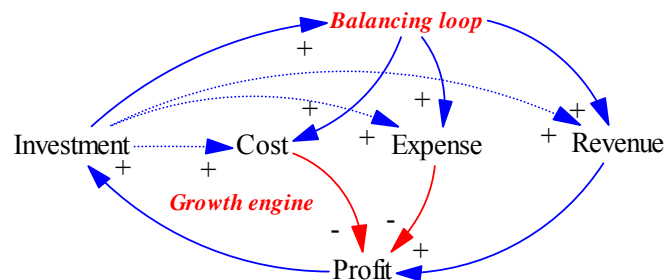 Balancing loop
+
+
+
+
+
+
+
Investment
Cost
Expense
Revenue
+
+
Growth engine
-
-
+
Profit